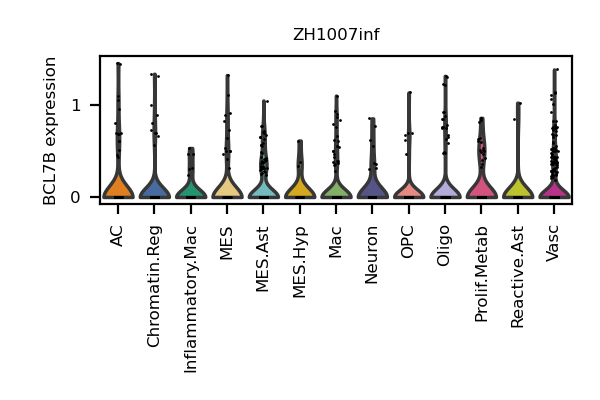 ZH1007inf
BCL7B expression
1
0
AC
Chromatin.Reg
Inflammatory.Mac
MES
MES.Ast
MES.Hyp
Mac
Neuron
OPC
Oligo
Prolif.Metab
Reactive.Ast
Vasc